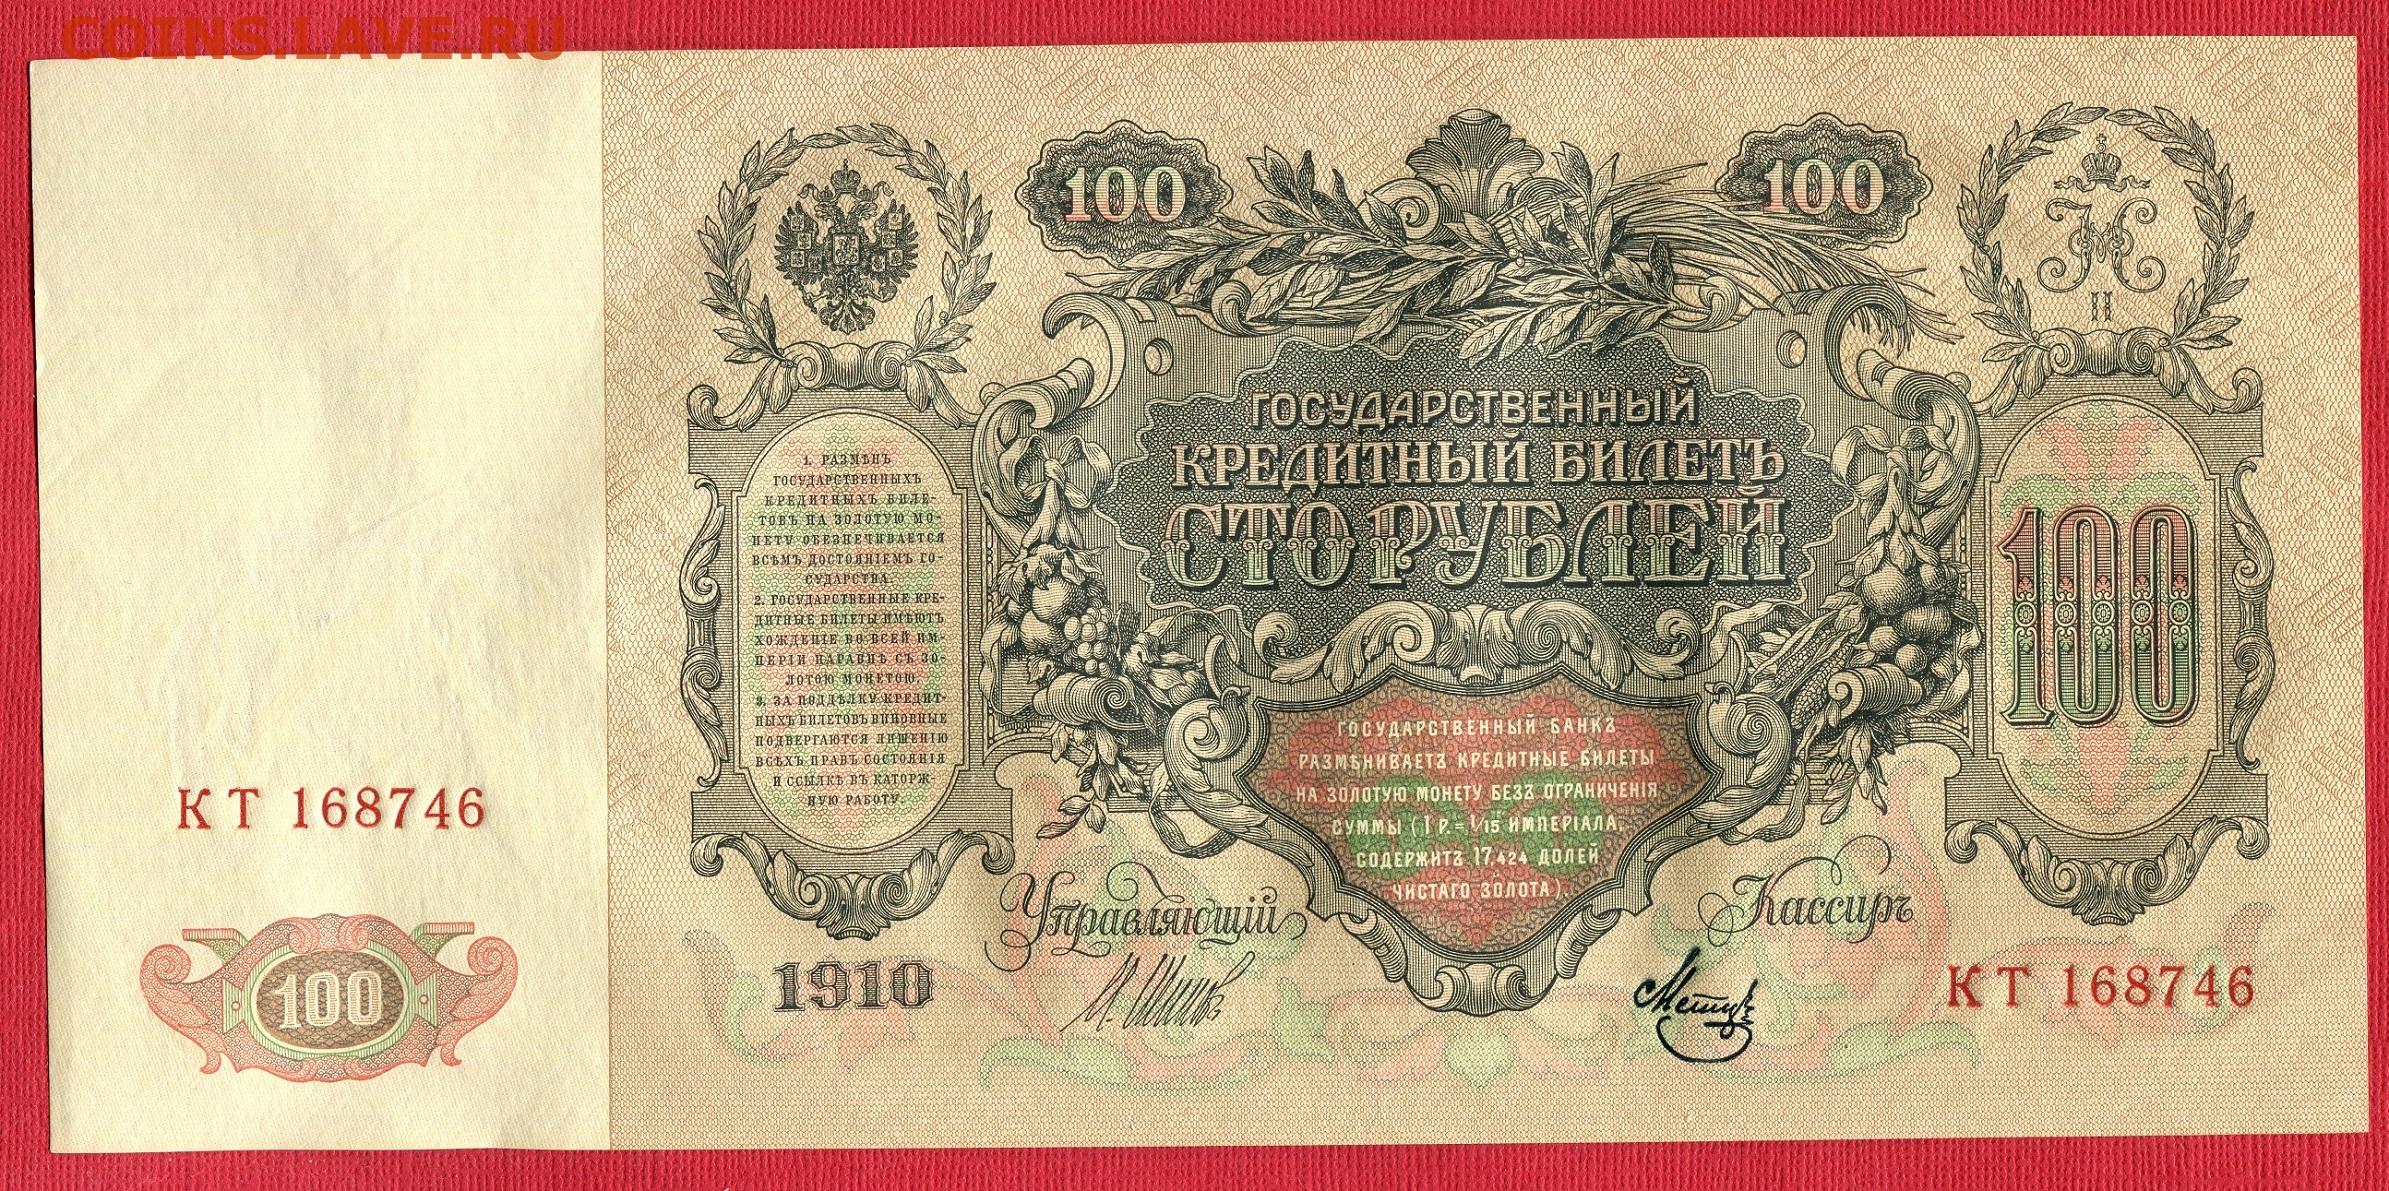 COINS.LAVE.RU
100
100
II
ГОСУДАРСТВЕННЫЙ
КРЕДИТНЫЙ БИЛЕТЪ
СТО РУБЛЕЙ
1. РАЗМѢНЪ
ГОСУДАРСТВЕННЫХЪ
КРЕДИТНЫХЪ БИЛЕ-
ТОВЪ НА ЗОЛОТУЮ МО-
НЕТУ ОБЕЗПЕЧИВАЕТСЯ
ВСѢМЪ ДОСТОЯНІЕМЪ ГО-
СУДАРСТВА.
2. ГОСУДАРСТВЕННЫЕ КРЕ-
ДИТНЫЕ БИЛЕТЫ ИМѢЮТЪ
ХОЖДЕНІЕ ВО ВСЕЙ ИМ-
ПЕРІИ НАРАВНѢ СЪ ЗО-
ЛОТОЮ МОНЕТОЮ.
3. ЗА ПОДДѢЛКУ КРЕДИТ-
НЫХЪ БИЛЕТОВЪ ВИНОВНЫЕ
ПОДВЕРГАЮТСЯ ЛИШЕНІЮ
ВСѢХЪ ПРАВЪ СОСТОЯНІЯ
И ССЫЛКѢ ВЪ КАТОРЖ-
НУЮ РАБОТУ.
100
ГОСУДАРСТВЕННЫЙ БАНКЪ
РАЗМѢНИВАЕТЪ КРЕДИТНЫЕ БИЛЕТЫ
НА ЗОЛОТУЮ МОНЕТУ БЕЗЪ ОГРАНИЧЕНІЯ
СУММЫ (1 Р. = 1/15 ИМПЕРІАЛА,
СОДЕРЖИТЪ 17,424 ДОЛЕЙ
ЧИСТАГО ЗОЛОТА).
КТ 168746
Управляющій
Кассиръ
100
1910
И. Шипов
КТ 168746